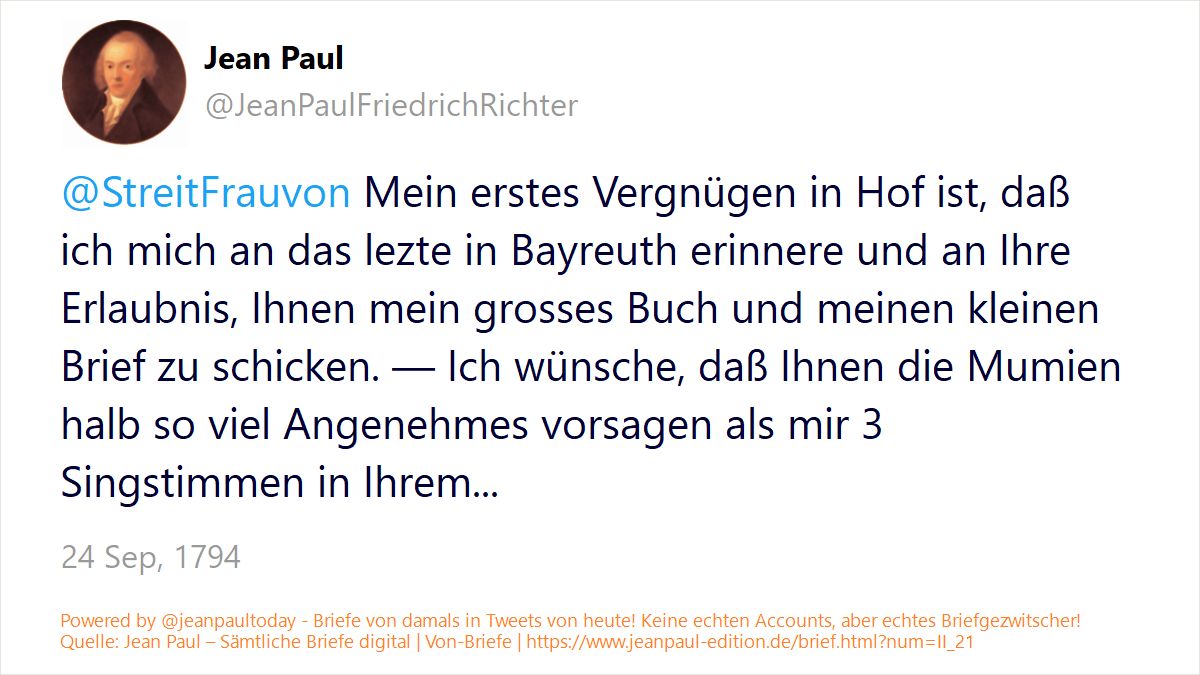 Jean Paul
@JeanPaulFriedrichRichter
@StreitFrauvon Mein erstes Vergnügen in Hof ist, daß
ich mich an das lezte in Bayreuth erinnere und an Ihre
Erlaubnis, Ihnen mein grosses Buch und meinen kleinen
Brief zu schicken. — Ich wünsche, daß Ihnen die Mumien
halb so viel Angenehmes vorsagen als mir 3
Singstimmen in Ihrem...
24 Sep, 1794
Powered by @jeanpaultoday - Briefe von damals in Tweets von heute! Keine echten Accounts, aber echtes Briefgezwitscher!
Quelle: Jean Paul – Sämtliche Briefe digital | Von-Briefe | https://www.jeanpaul-edition.de/brief.html?num=II_21